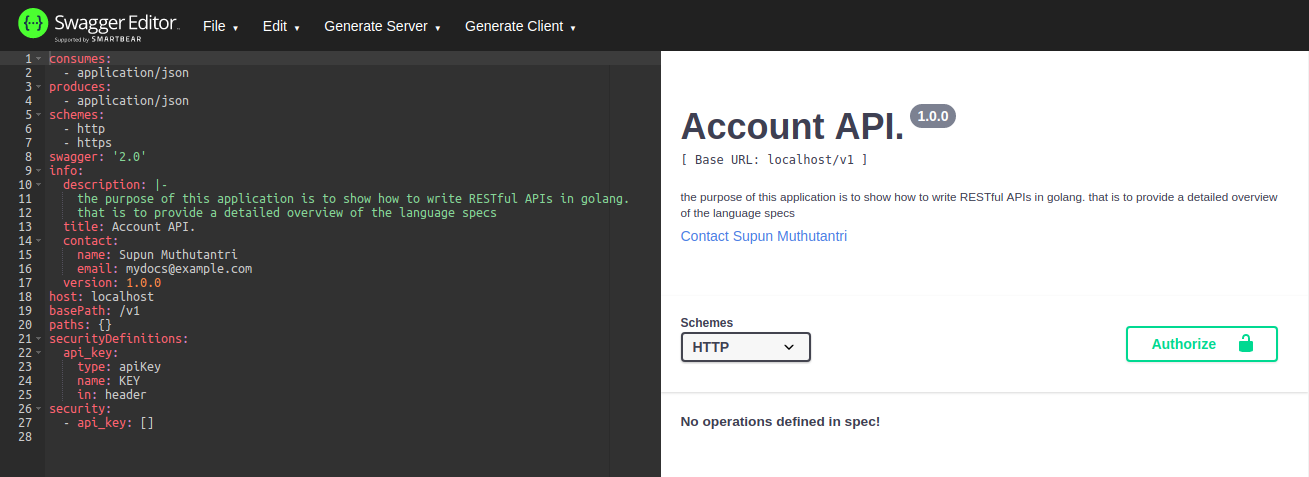 Swagger Editor
Supported by SMARTBEAR
File Edit Generate Server Generate Client
1 consumes:
2 - application/json
3 produces:
4 - application/json
5 schemes:
6 - http
7 - https
8 swagger: '2.0'
9 info:
10 description: |-
11 the purpose of this application is to show how to write RESTful APIs in golang.
12 that is to provide a detailed overview of the language specs
13 title: Account API.
14 contact:
15 name: Supun Muthutantri
16 email: mydocs@example.com
17 version: 1.0.0
18 host: localhost
19 basePath: /v1
20 paths: {}
21 securityDefinitions:
22 api_key:
23 type: apiKey
24 name: KEY
25 in: header
26 security:
27 - api_key: []
28
Account API. 1.0.0
[ Base URL: localhost/v1 ]
the purpose of this application is to show how to write RESTful APIs in golang. that is to provide a detailed overview
of the language specs
Contact Supun Muthutantri
Schemes
HTTP
Authorize
No operations defined in spec!